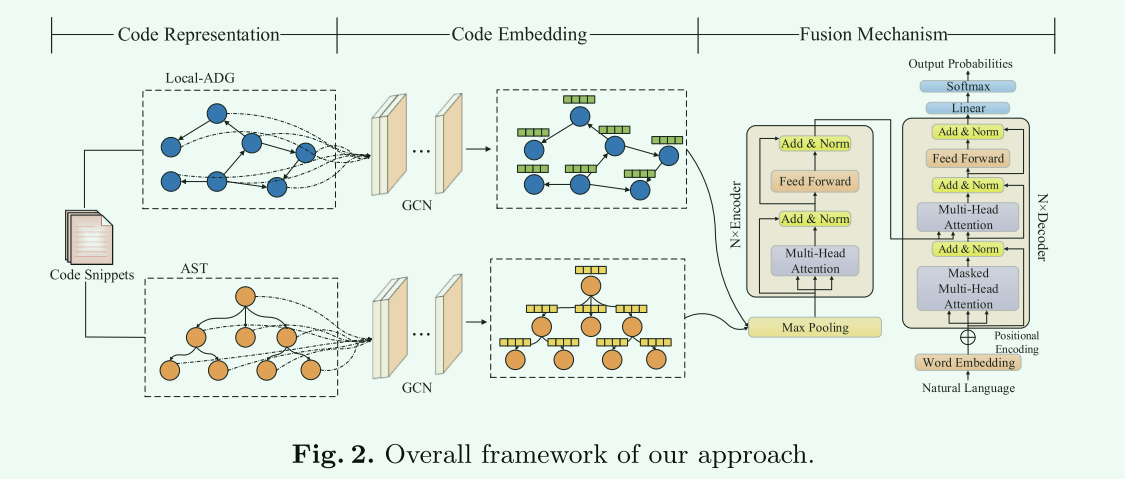 Code Representation
Code Embedding
Fusion Mechanism
Local-ADG
GCN
Code Snippets
AST
GCN
Output Probabilities
Softmax
Linear
Add & Norm
Feed Forward
Add & Norm
Multi-Head
Attention
Add & Norm
Masked
Multi-Head
Attention
N×Decoder
Positional
Encoding
Word Embedding
Natural Language
N×Encoder
Add & Norm
Feed Forward
Add & Norm
Multi-Head
Attention
Max Pooling
Fig. 2. Overall framework of our approach.